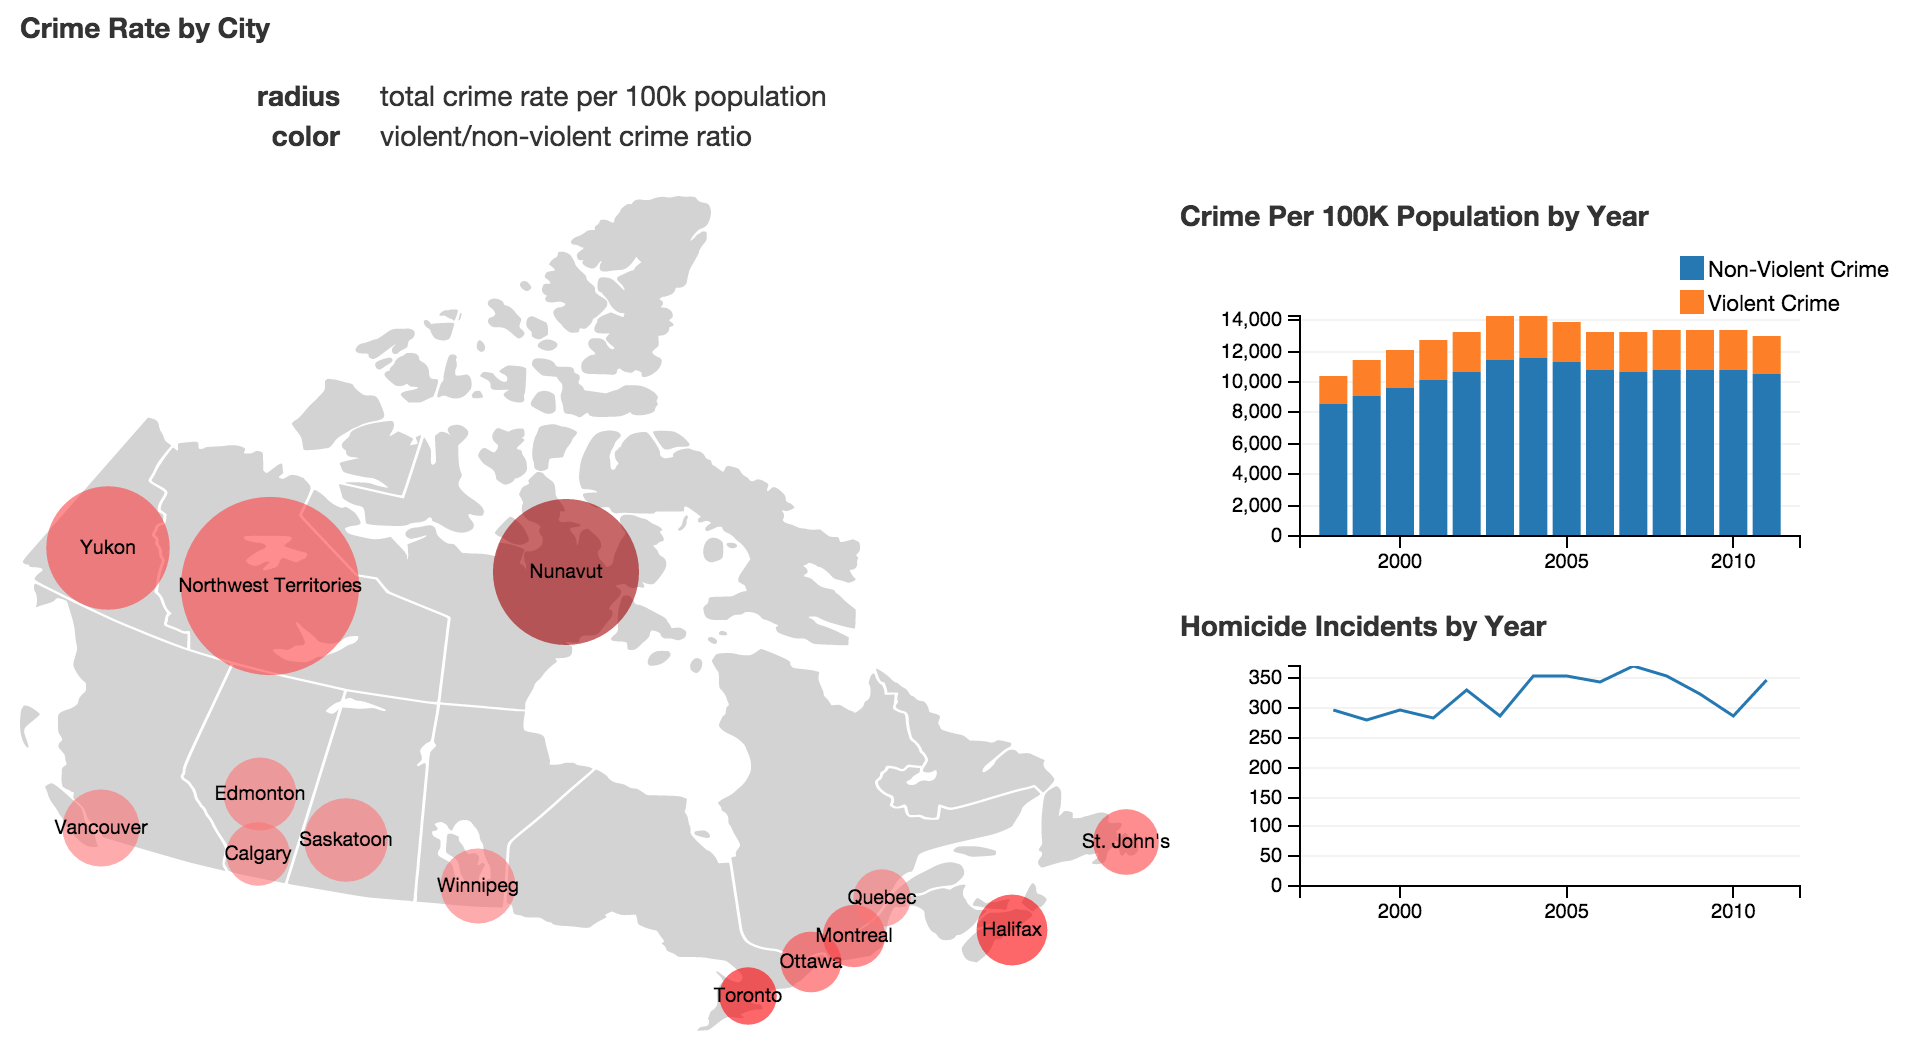 Crime Rate by City
radius total crime rate per 100k population
color violent/non-violent crime ratio
Yukon
Northwest Territories
Nunavut
Edmonton
Vancouver
Calgary
Saskatoon
Winnipeg
St. John's
Quebec
Halifax
Montreal
Ottawa
Toronto
Crime Per 100K Population by Year
Non-Violent Crime
Violent Crime
14,000
12,000
10,000
8,000
6,000
4,000
2,000
0
2000 2005 2010
Homicide Incidents by Year
350
300
250
200
150
100
50
0
2000 2005 2010